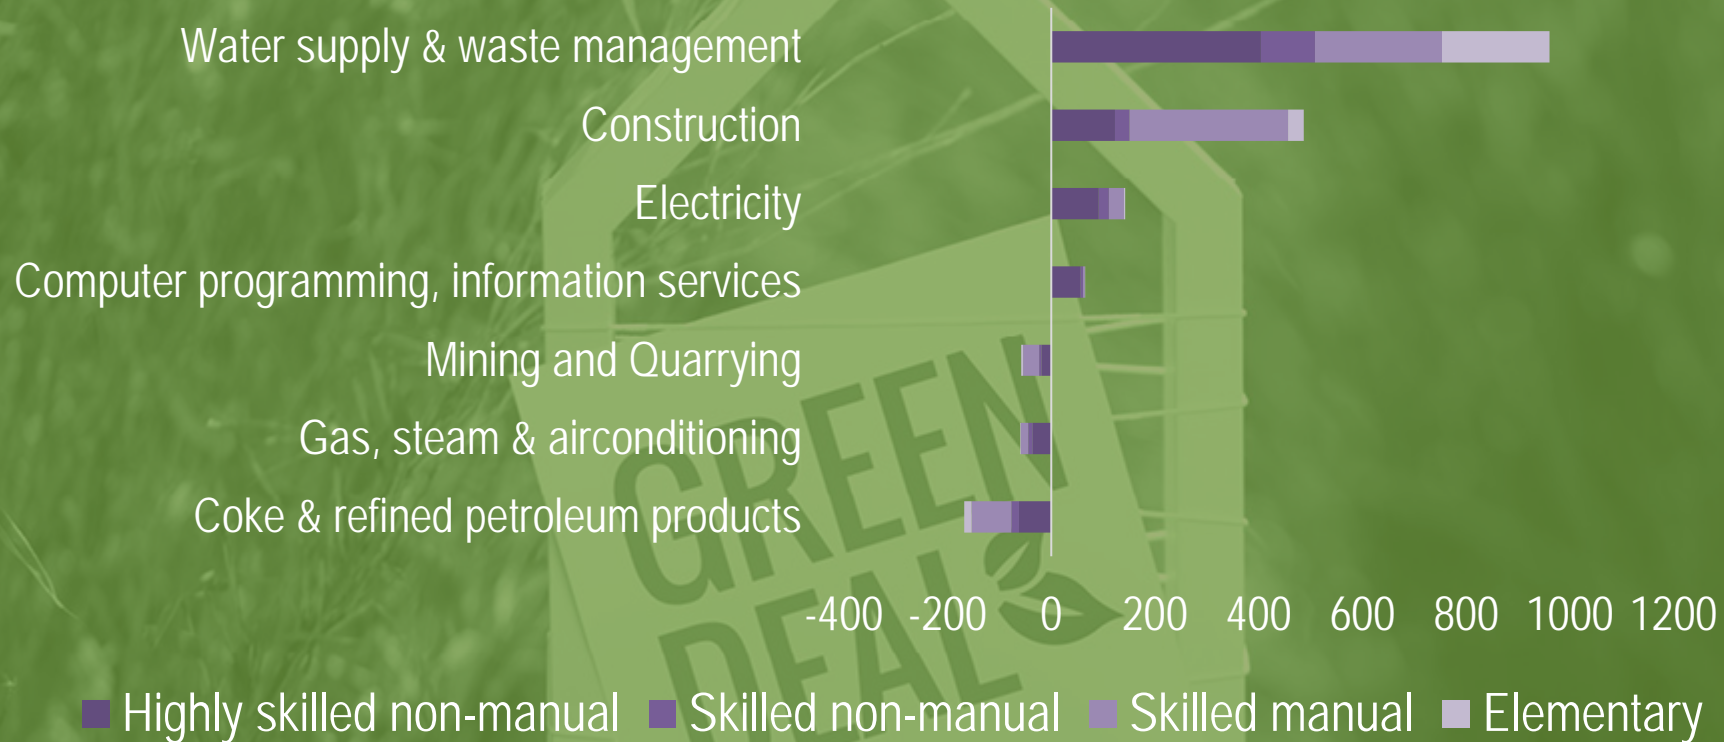 Water supply & waste management
Construction
Electricity
Computer programming, information services
Mining and Quarrying
Gas, steam & airconditioning
Coke & refined petroleum products
GREEN
DEAL
-400 -200 0 200 400 600 800 1000 1200
Highly skilled non-manual Skilled non-manual Skilled manual Elementary